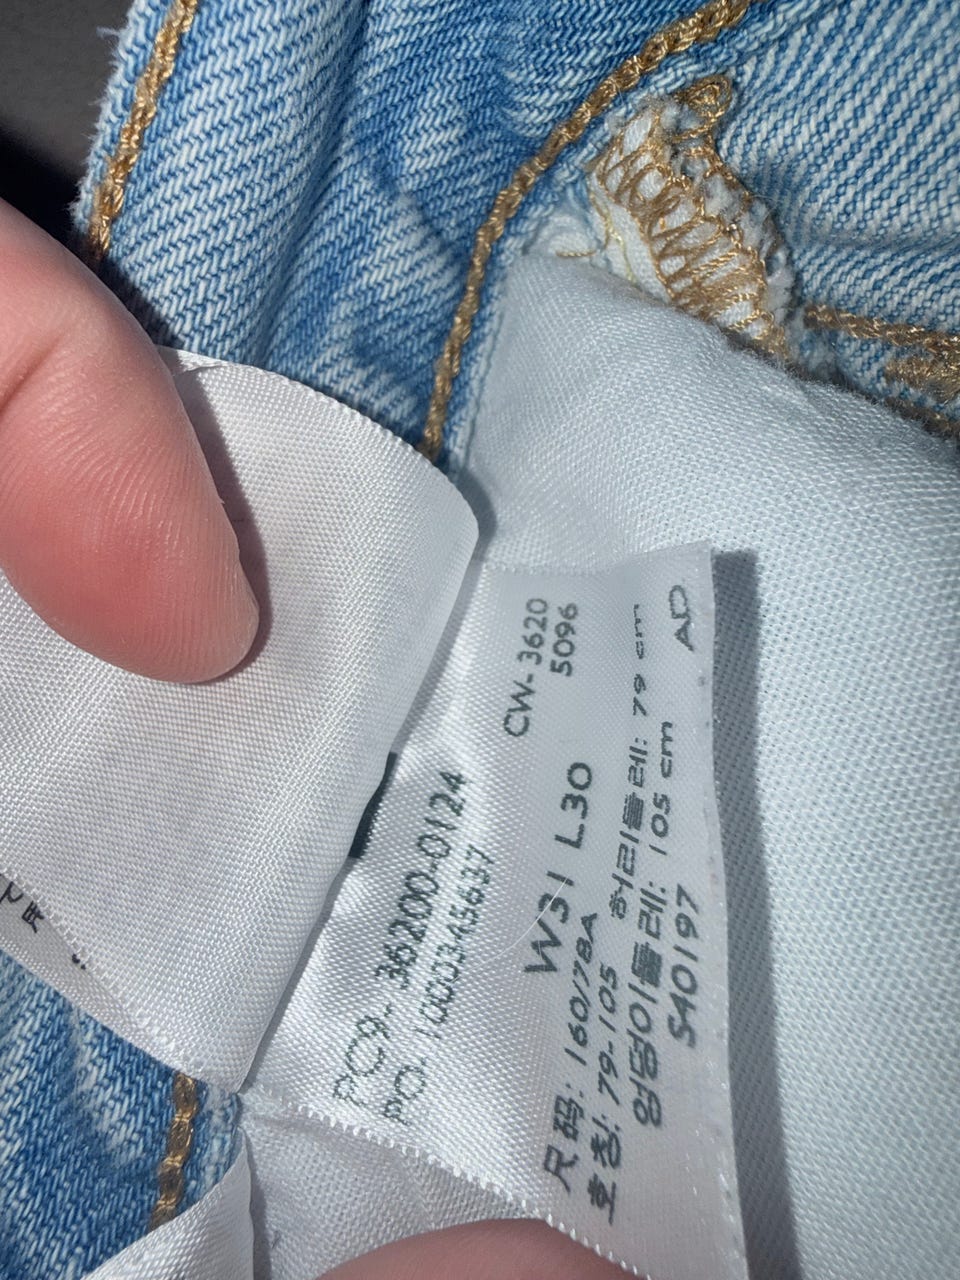 PC9- 36200-0124
PO. 1000345637
CW- 3620
5096
W31 L30
尺码: 160/78A
호칭: 79-105
허리둘레: 79 cm
엉덩이둘레: 105 cm
S40197
AD